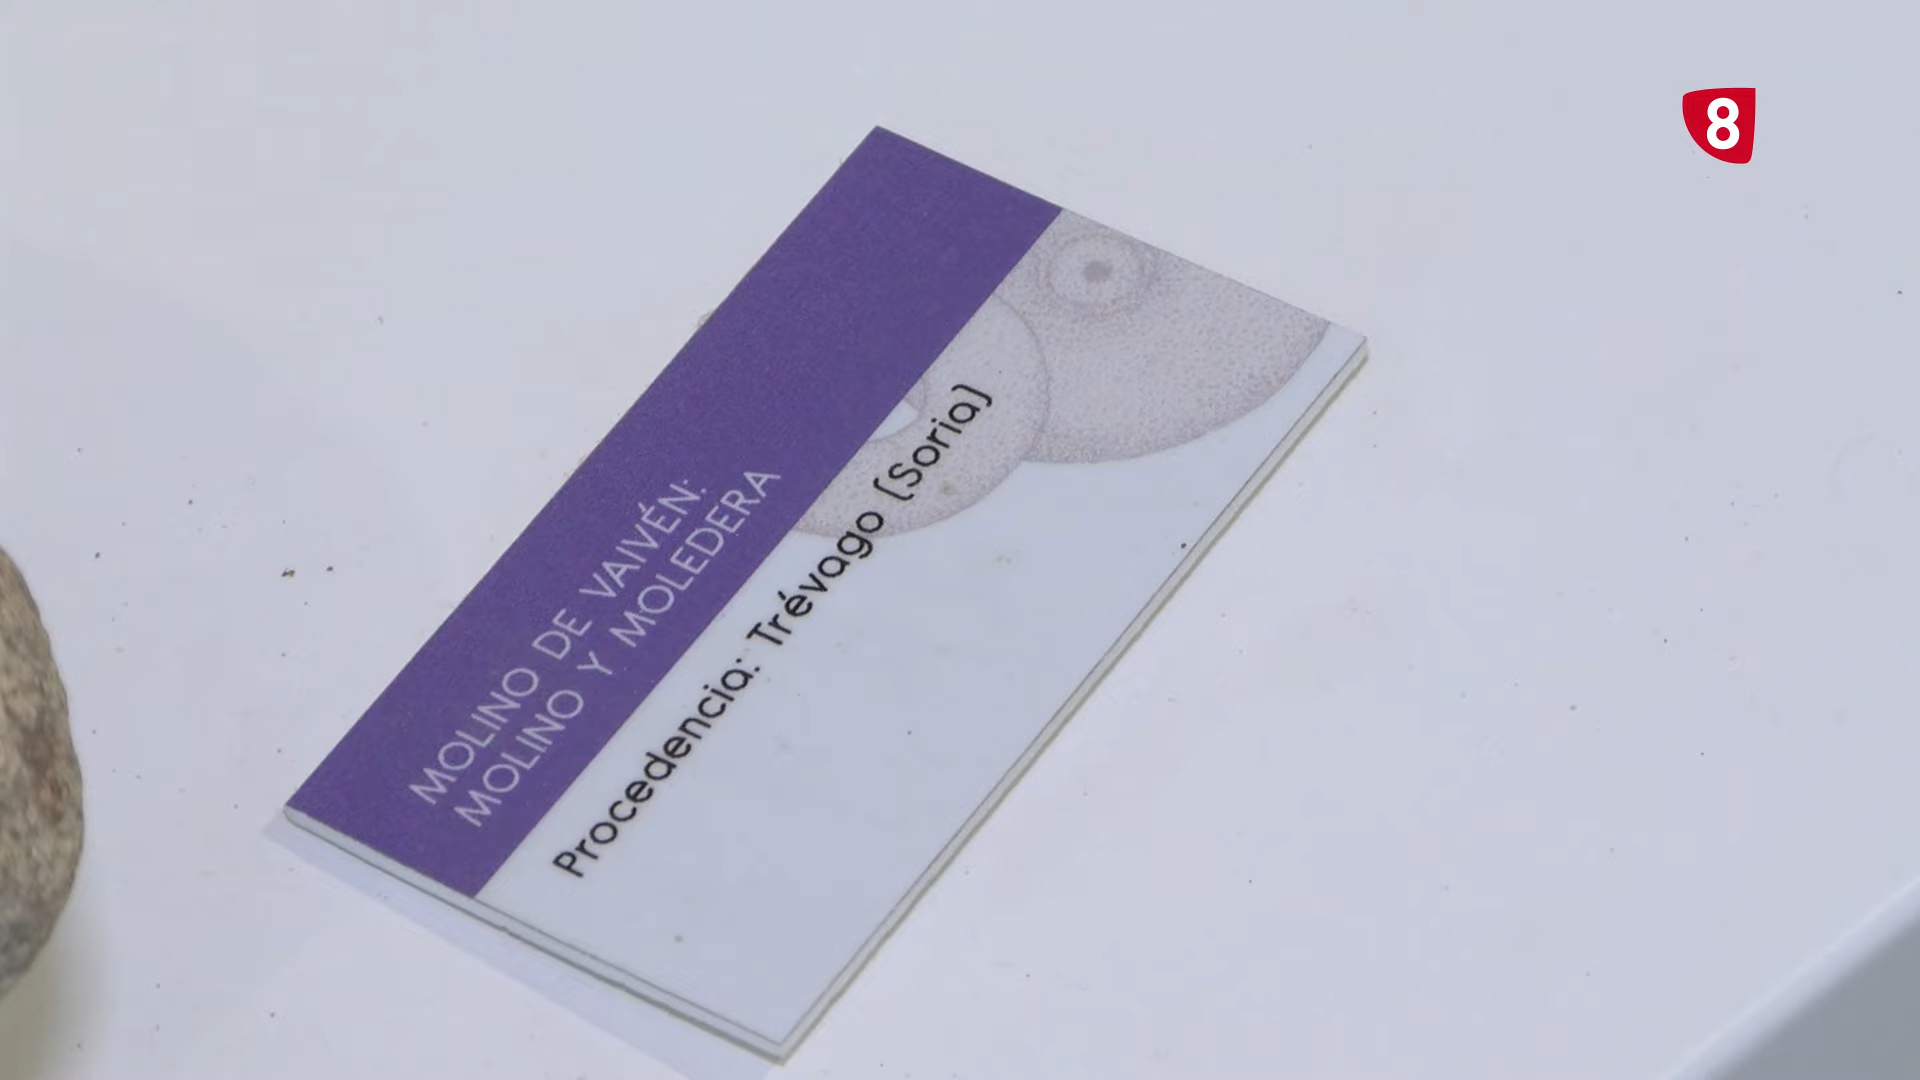 8
MOLINO DE VAIVÉN:
MOLINO Y MOLEDERA
Procedencia: Trévago (Soria)